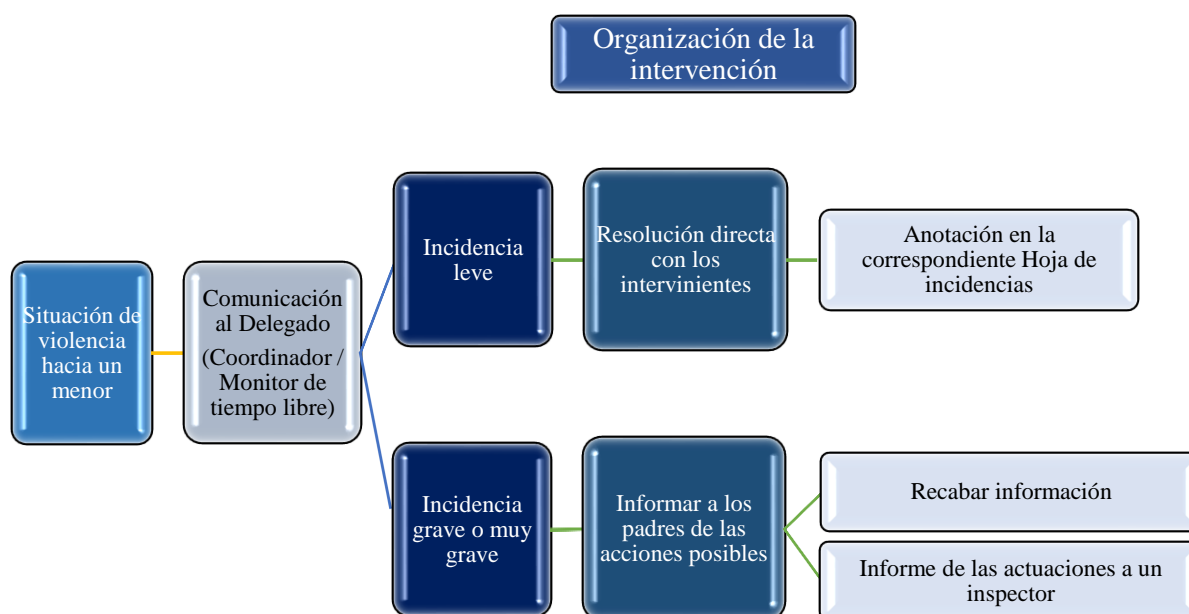 Organización de la
intervención
Situación de
violencia
hacia un
menor
Comunicación
al Delegado
(Coordinador /
Monitor de
tiempo libre)
Incidencia
leve
Resolución directa
con los
intervinientes
Anotación en la
correspondiente Hoja de
incidencias
Incidencia
grave o muy
grave
Informar a los
padres de las
acciones posibles
Recabar información
Informe de las actuaciones a un
inspector